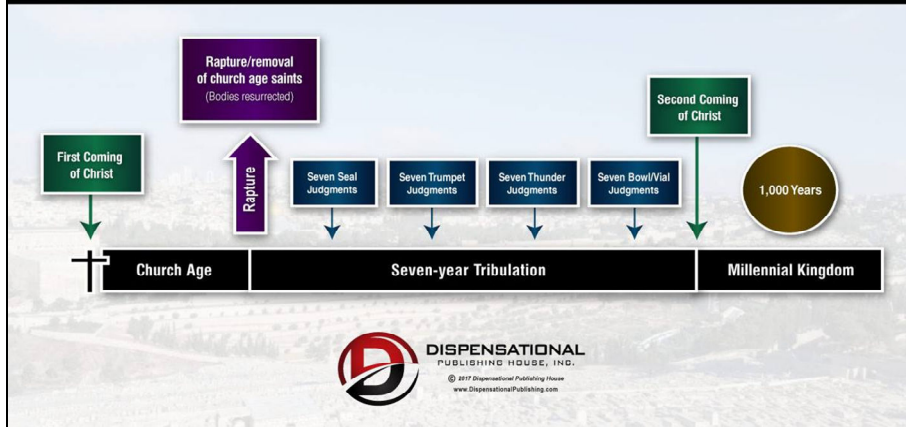 Rapture/removal
of church age saints
(Bodies resurrected)
Second Coming
of Christ
First Coming
of Christ
Rapture
Seven Seal
Judgments
Seven Trumpet
Judgments
Seven Thunder
Judgments
Seven Bowl/Vial
Judgments
1,000 Years
Church Age
Seven-year Tribulation
Millennial Kingdom
DISPENSATIONAL
PUBLISHING HOUSE, INC.
© 2017 Dispensational Publishing House
www.DispensationalPublishing.com